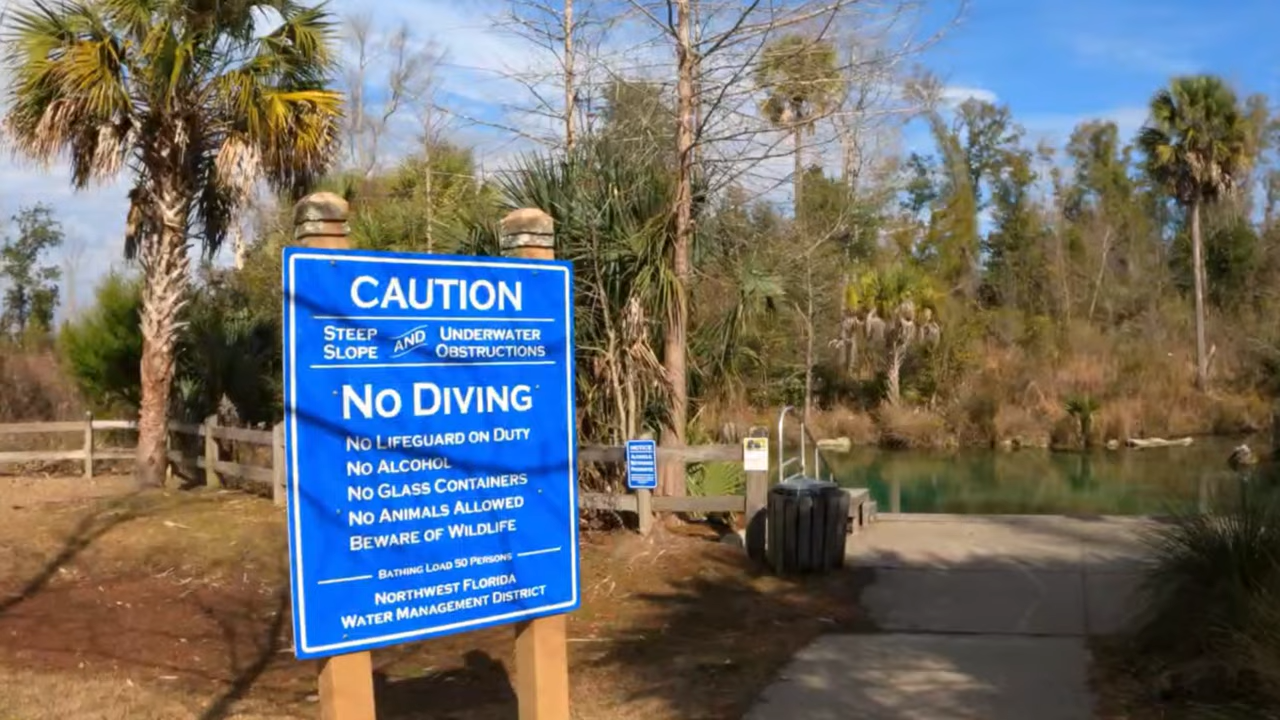 CAUTION
STEEP SLOPE AND UNDERWATER OBSTRUCTIONS
NO DIVING
NO LIFEGUARD ON DUTY
NO ALCOHOL
NO GLASS CONTAINERS
NO ANIMALS ALLOWED
BEWARE OF WILDLIFE
BATHING LOAD 50 PERSONS
NORTHWEST FLORIDA
WATER MANAGEMENT DISTRICT
NOTICE